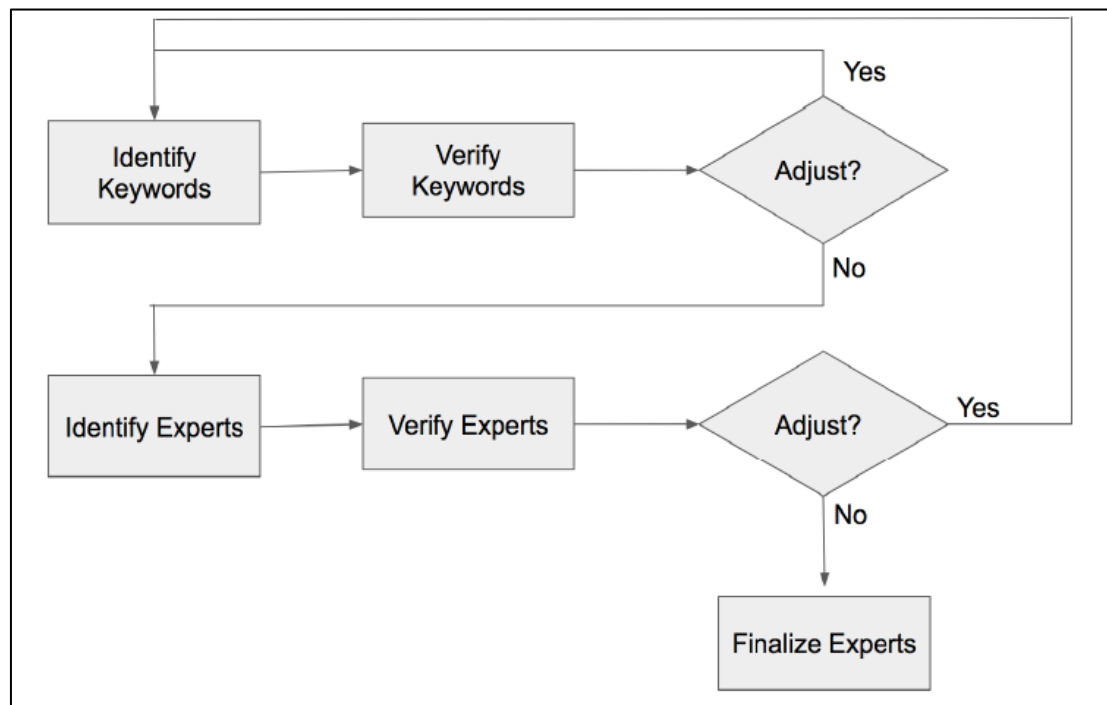 Yes
Identify
Keywords
Verify
Keywords
Adjust?
No
Identify Experts
Verify Experts
Adjust?
Yes
No
Finalize Experts